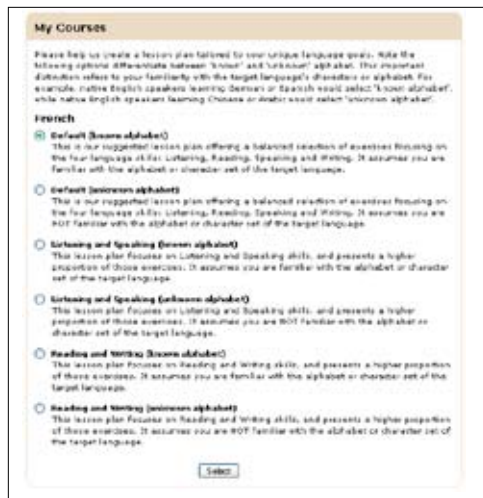 My Courses
Please help us create a lesson plan tailored to your unique language goals. Note the
following options differentiate between 'known' and 'unknown' alphabet. This important
distinction refers to your familiarity with the target language's characters or alphabet. For
example, native English speakers learning German or Spanish would select 'known alphabet',
while native English speakers learning Chinese or Arabic would select 'unknown alphabet'.
French
Default (known alphabet)
This is our suggested lesson plan offering a balanced selection of exercises focusing on
the four language skills: Listening, Reading, Speaking and Writing. It assumes you are
familiar with the alphabet or character set of the target language.
Default (unknown alphabet)
This is our suggested lesson plan offering a balanced selection of exercises focusing on
the four language skills: Listening, Reading, Speaking and Writing. It assumes you are
NOT familiar with the alphabet or character set of the target language.
Listening and Speaking (known alphabet)
This lesson plan focuses on Listening and Speaking skills, and presents a higher
proportion of those exercises. It assumes you are familiar with the alphabet or character
set of the target language.
Listening and Speaking (unknown alphabet)
This lesson plan focuses on Listening and Speaking skills, and presents a higher
proportion of those exercises. It assumes you are NOT familiar with the alphabet or
character set of the target language.
Reading and Writing (known alphabet)
This lesson plan focuses on Reading and Writing skills, and presents a higher proportion
of those exercises. It assumes you are familiar with the alphabet or character set of the
target language.
Reading and Writing (unknown alphabet)
This lesson plan focuses on Reading and Writing skills, and presents a higher proportion
of those exercises. It assumes you are NOT familiar with the alphabet or character set of
the target language.
Select